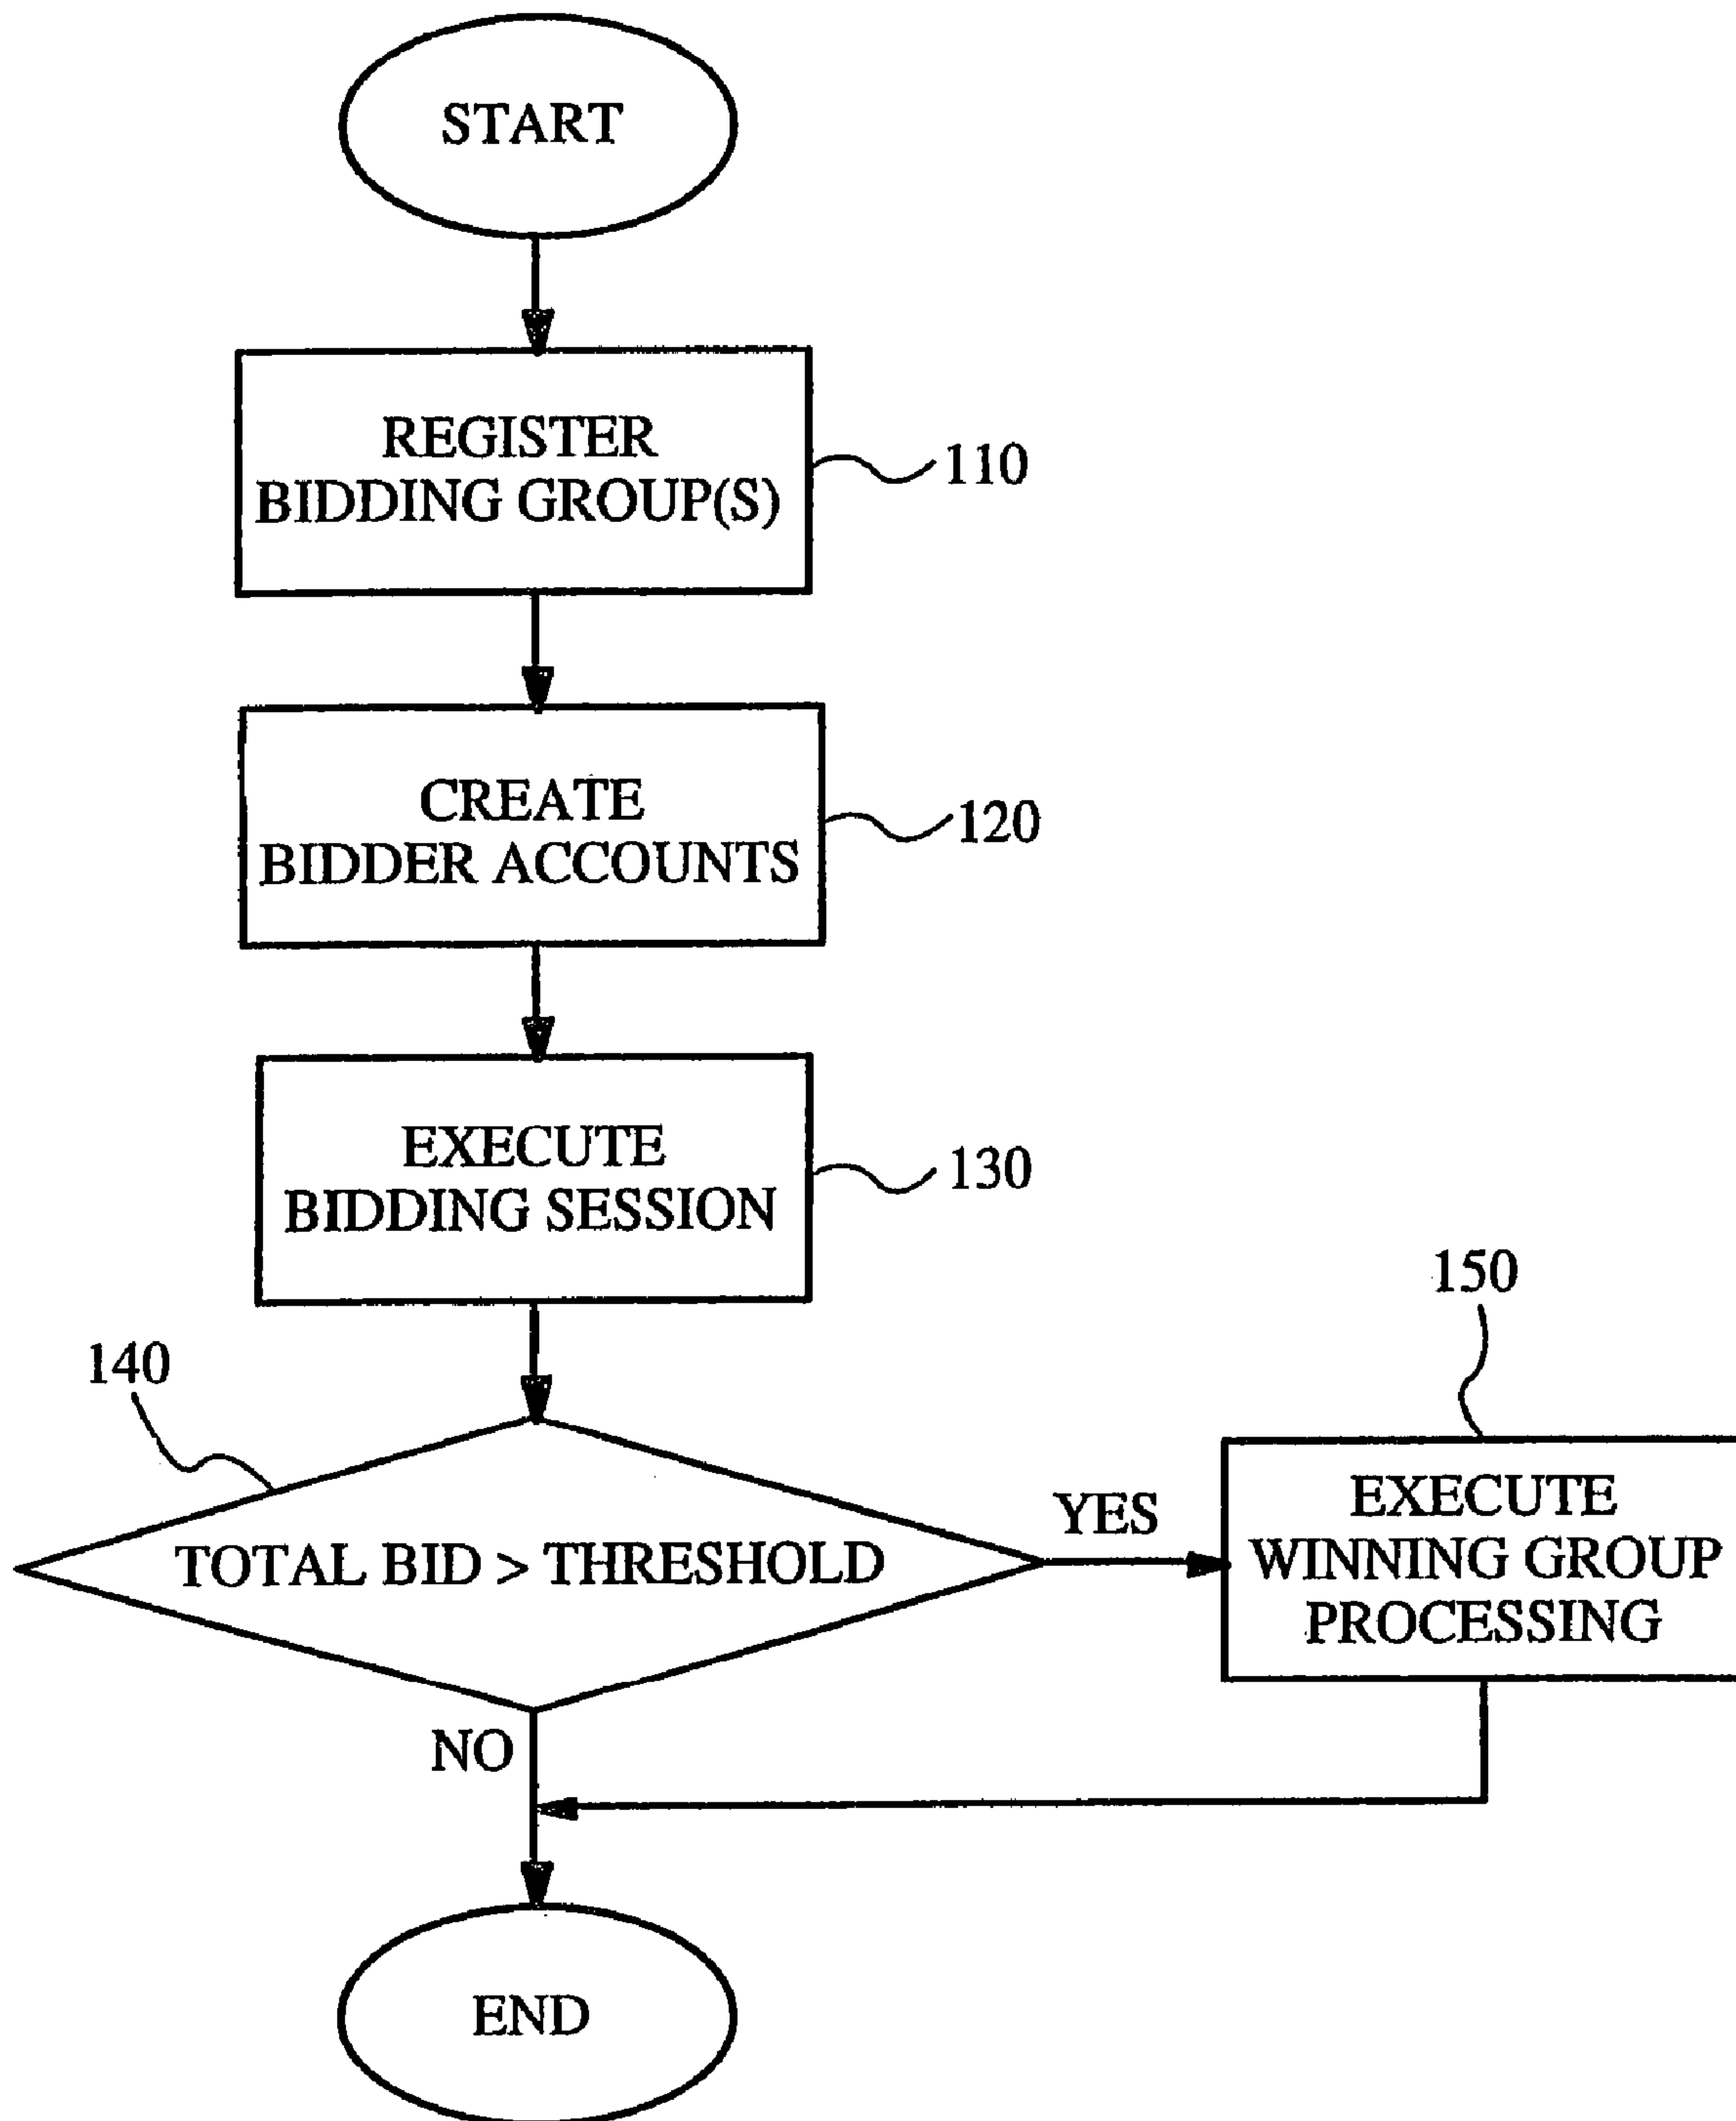 START
REGISTER
BIDDING GROUP(S)
110
CREATE
BIDDER ACCOUNTS
120
EXECUTE
BIDDING SESSION
130
140
TOTAL BID > THRESHOLD
YES
150
EXECUTE
WINNING GROUP
PROCESSING
NO
END